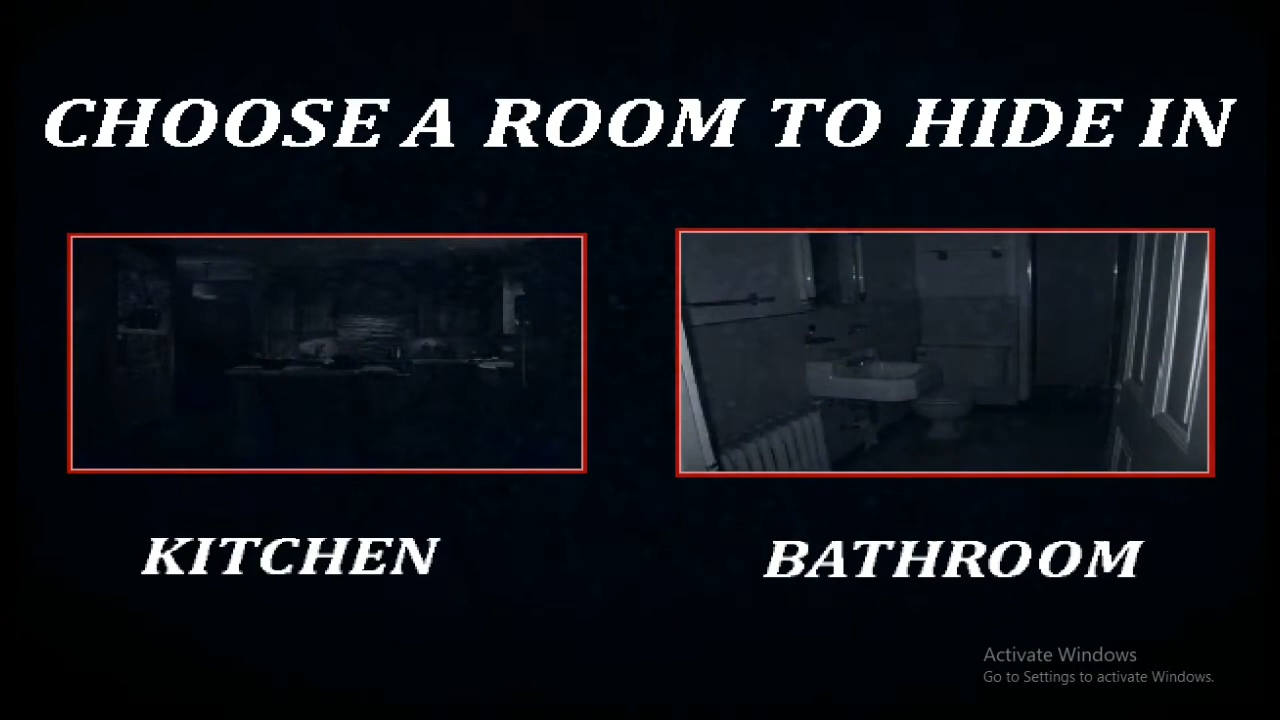 CHOOSE A ROOM TO HIDE IN
KITCHEN
BATHROOM
Activate Windows
Go to Settings to activate Windows.